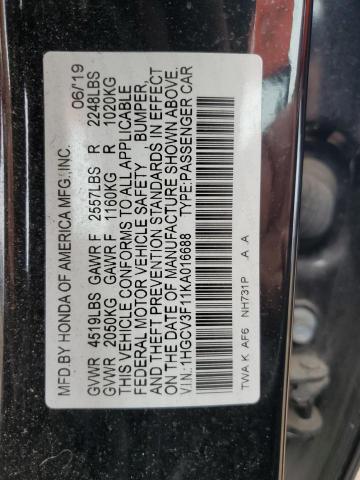 MFD.BY HONDA OF AMERICA MFG.,INC. 06/19
GVWR 4519LBS GAWR F 2557LBS R 2248LBS
GVWR 2050KG GAWR F 1160KG R 1020KG
THIS VEHICLE CONFORMS TO ALL APPLICABLE
FEDERAL MOTOR VEHICLE SAFETY, BUMPER,
AND THEFT PREVENTION STANDARDS IN EFFECT
ON THE DATE OF MANUFACTURE SHOWN ABOVE.
V.I.N.:1HGCV3F11KA016688 TYPE:PASSENGER CAR
TWA K AF6 NH731P A A